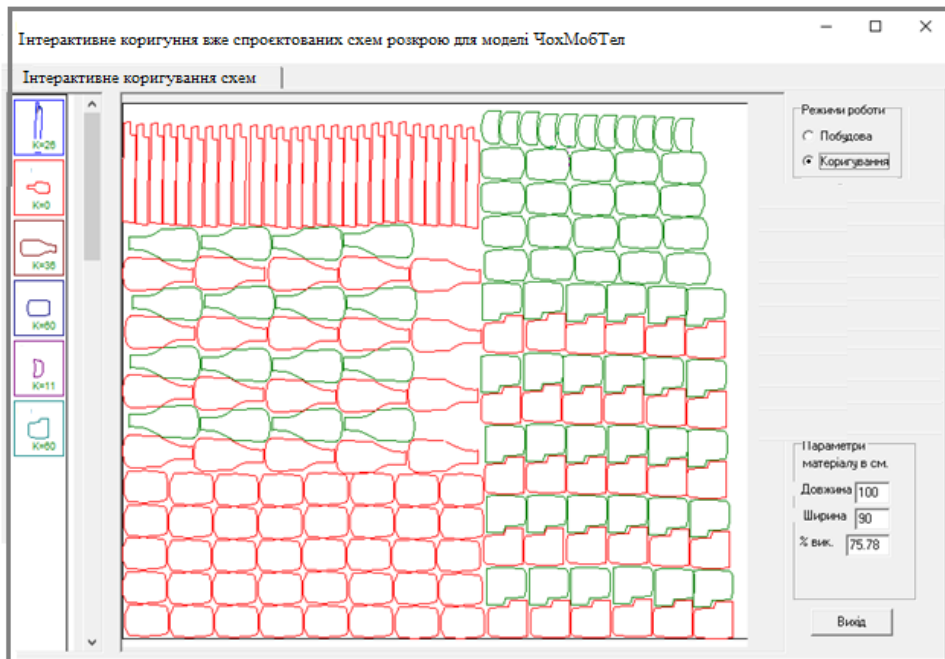 Інтерактивне коригуння вже спроєктованих схем розкрою для моделі ЧохМобТел
Інтерактивне коригування схем
K=26
K=0
K=36
K=60
K=11
K=60
Режими роботи
Побудова
Коригування
Параметри
матеріалу в см.
Довжина 100
Ширина 90
% вик. 75.78
Вихід